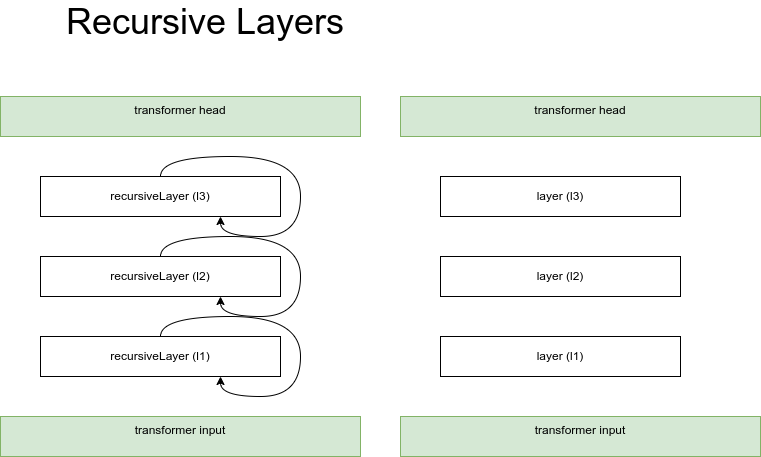 Recursive Layers
transformer head
transformer head
recursiveLayer (l3)
layer (l3)
recursiveLayer (l2)
layer (l2)
recursiveLayer (l1)
layer (l1)
transformer input
transformer input